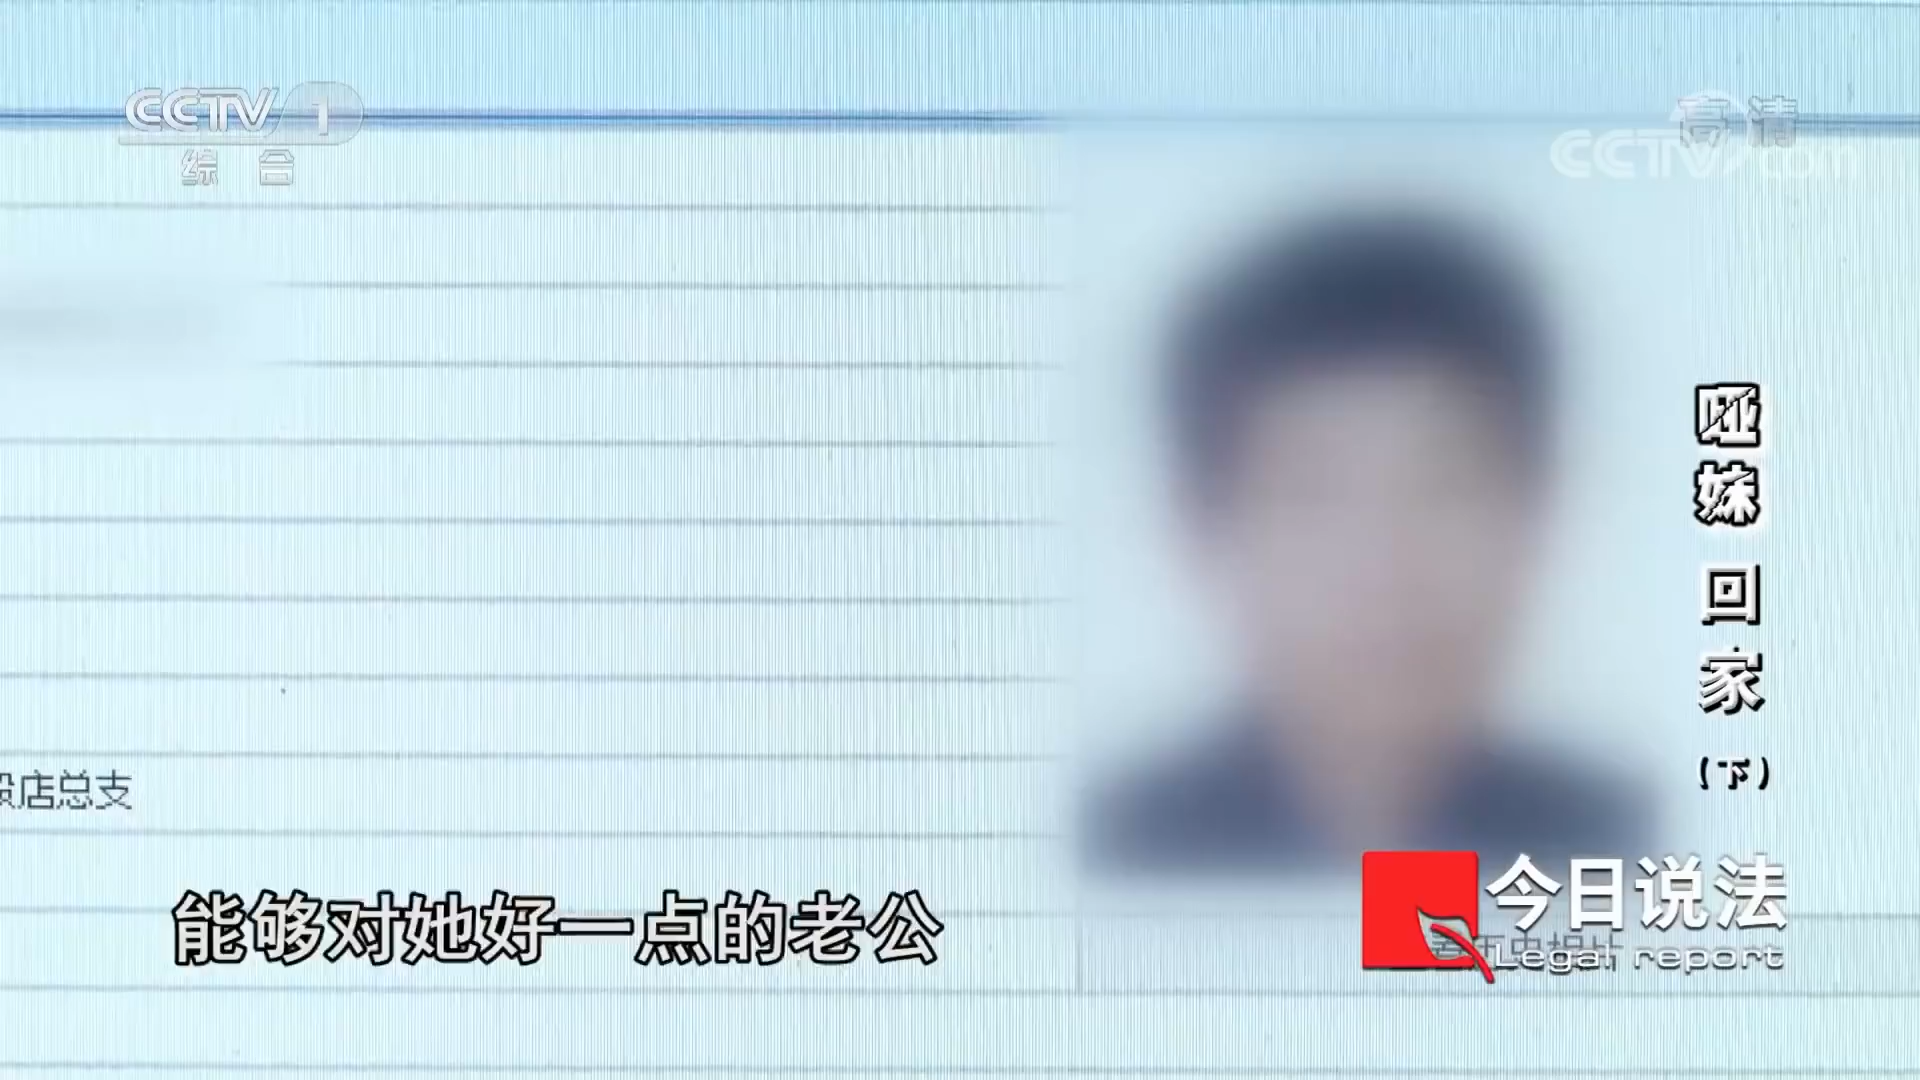 CCTV 1
综合
高清
CCTV.com
哑妹回家
（下）
店总支
能够对她好一点的老公
今日说法
Legal report